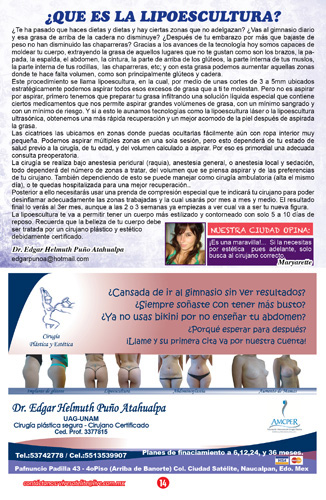 ¿QUE ES LA LIPOESCULTURA?
¿Te ha pasado que haces dietas y dietas y hay ciertas zonas que no adelgazan? ¿Vas al gimnasio diario
y esa grasa de arriba de la cadera no disminuye? ¿Después de tu embarazo por más que bajaste de
peso no han disminuido las chaparreras? Gracias a los avances de la tecnología hoy somos capaces de
moldear tu cuerpo, extrayendo la grasa de aquellos lugares que no te gustan como son los brazos, la pa-
pada, la espalda, el abdomen, la cintura, la parte de arriba de los glúteos, la parte interna de tus muslos,
la parte interna de tus rodillas, las chaparreras, etc; y con esta grasa podemos aumentar aquellas zonas
donde te hace falta volumen, como son principalmente glúteos y cadera.
Este procedimiento se llama lipoescultura, en la cual, por medio de unas cortes de 3 a 5mm ubicados
estratégicamente podemos aspirar todos esos excesos de grasa que a ti te molestan. Pero no es aspirar
por aspirar, primero tenemos que preparar tu grasa infiltrando una solución líquida especial que contiene
ciertos medicamentos que nos permite aspirar grandes volúmenes de grasa, con un mínimo sangrado y
con un mínimo de riesgo. Y si a esto le aunamos tecnologías como la lipoescultura láser o la lipoescultura
ultrasónica, obtenemos una más rápida recuperación y un mejor acomodo de la piel después de aspirada
la grasa.
Las cicatrices las ubicamos en zonas donde puedas ocultarlas fácilmente aún con ropa interior muy
pequeña. Podemos aspirar múltiples zonas en una sola sesión, pero esto dependerá de tu estado de
salud previo a la cirugía, de tu edad, y del volumen calculado a aspirar. Por eso es primordial una adecuada
consulta preoperatoria.
La cirugía se realiza bajo anestesia peridural (raquia), anestesia general, o anestesia local y sedación,
todo dependerá del número de zonas a tratar, del volumen que se piensa aspirar y de las preferencias
de tu cirujano. También dependiendo de esto se puede manejar como cirugía ambulatoria (alta el mismo
día), o te quedas hospitalizada para una mejor recuperación..
Posterior a ello necesitarás usar una prenda de compresión especial que te indicará tu cirujano para poder
desinflamar adecuadamente las zonas trabajadas y la cual usarás por mes a mes y medio. El resultado
final lo verás al 3er mes, aunque a las 2 o 3 semanas ya empiezas a ver cual va a ser tu nueva figura.
La lipoescultura te va a permitir tener un cuerpo más estilizado y contorneado con solo 5 a 10 días de
reposo. Recuerda que la belleza de tu cuerpo debe
ser tratada por un cirujano plástico y estético
debidamente certificado.
Dr. Edgar Helmuth Puño Atahualpa
edgarpunoa@hotmail.com
NUESTRA CIUDAD OPINA:
¡Es una maravilla!... Si la necesitas
por estética pues adelante, solo
busca al cirujano correcto.
Maryarette
¿Cansada de ir al gimnasio sin ver resultados?
¿Siempre soñaste con tener más busto?
¿Ya no usas bikini por no enseñar tu abdomen?
¿Porqué esperar para después?
¡Llame y su primera cita va por nuestra cuenta!
Cirugía
Plástica y Estética
Dr. Edgar Helmuth Puño Atahualpa
UAG-UNAM
Cirugía plástica segura - Cirujano Certificado
Ced. Prof. 3377815
AMCPER
Tel.:53742778 / Cel:5513539907
Planes de financiamiento a 6,12,24, y 36 meses.
VISA
Pafnuncio Padilla 43 - 4oPiso (Arriba de Banorte) Col. Ciudad Satélite, Naucalpan, Edo. Mex
14